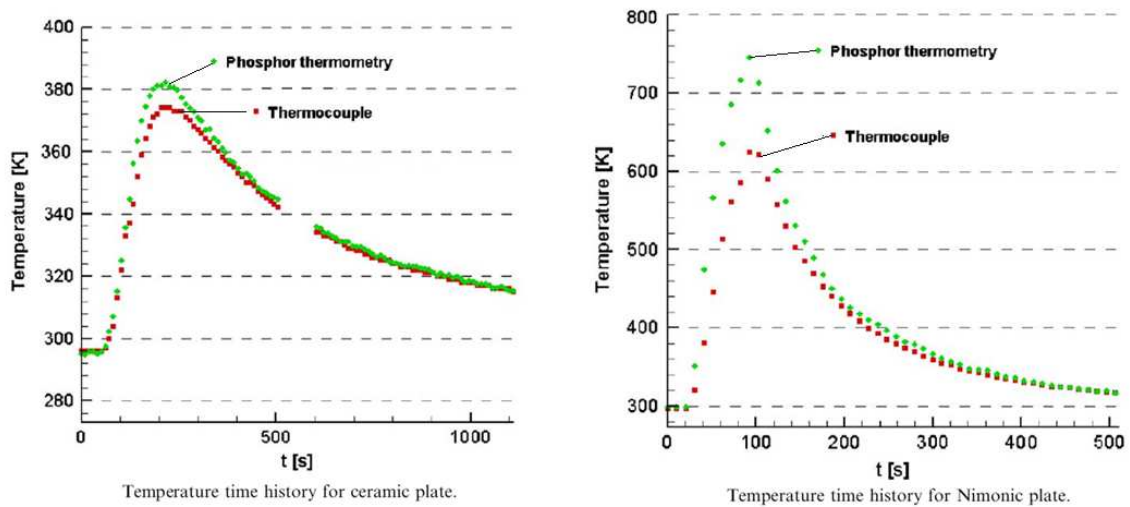 400
380
360
340
320
300
280
Temperature [K]
Phosphor thermometry
Thermocouple
0
500
1000
t [s]
Temperature time history for ceramic plate.
800
700
600
500
400
300
Temperature [K]
Phosphor thermometry
Thermocouple
0
100
200
300
400
500
t [s]
Temperature time history for Nimonic plate.